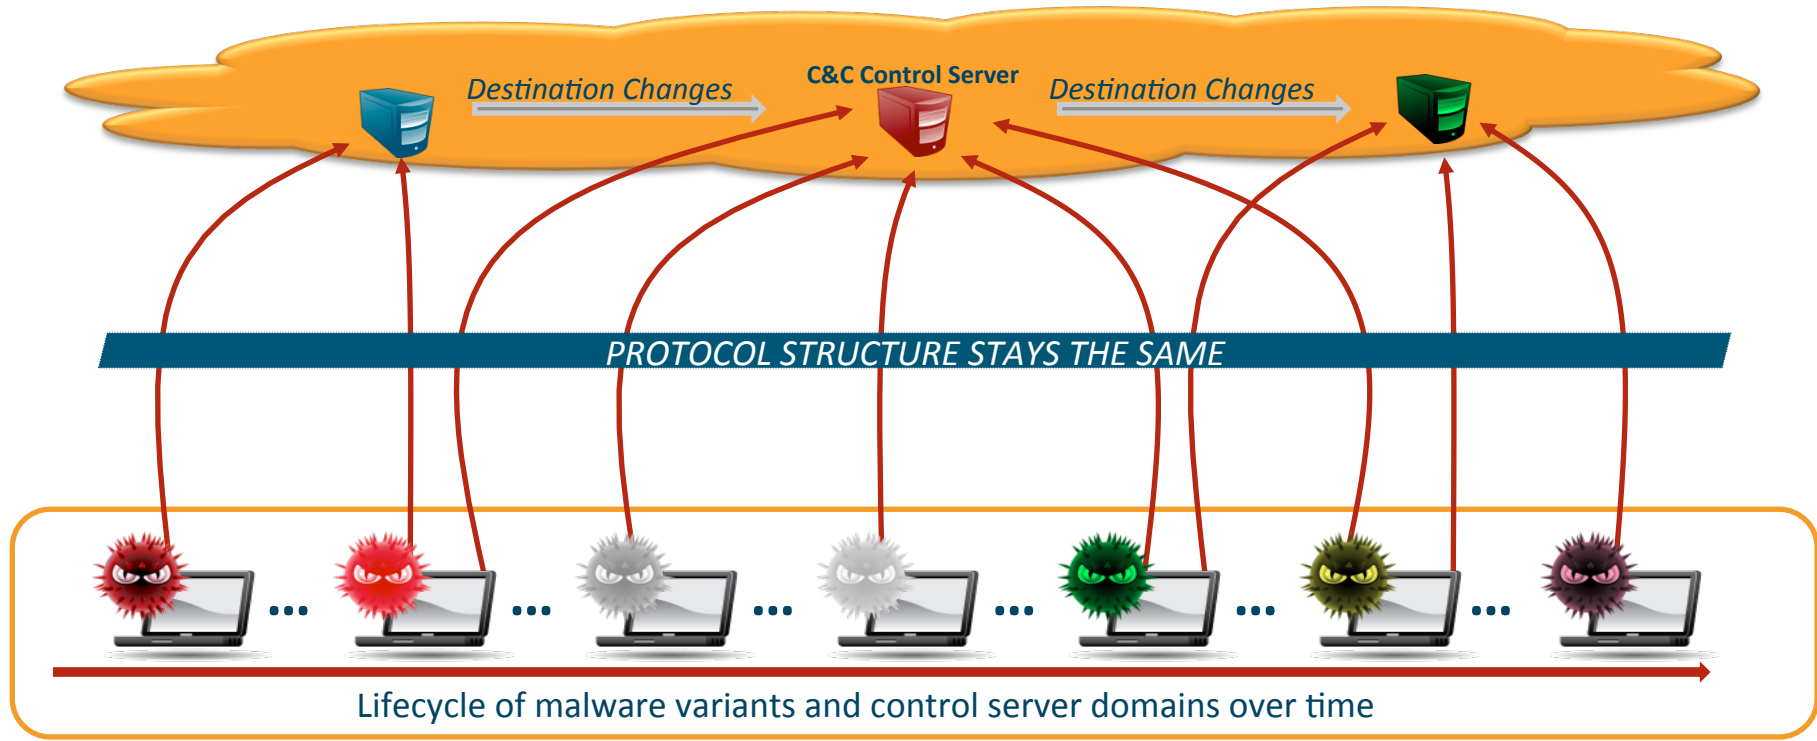 C&C Control Server
Destination Changes
Destination Changes
PROTOCOL STRUCTURE STAYS THE SAME
... ... ... ... ... ...
Lifecycle of malware variants and control server domains over time